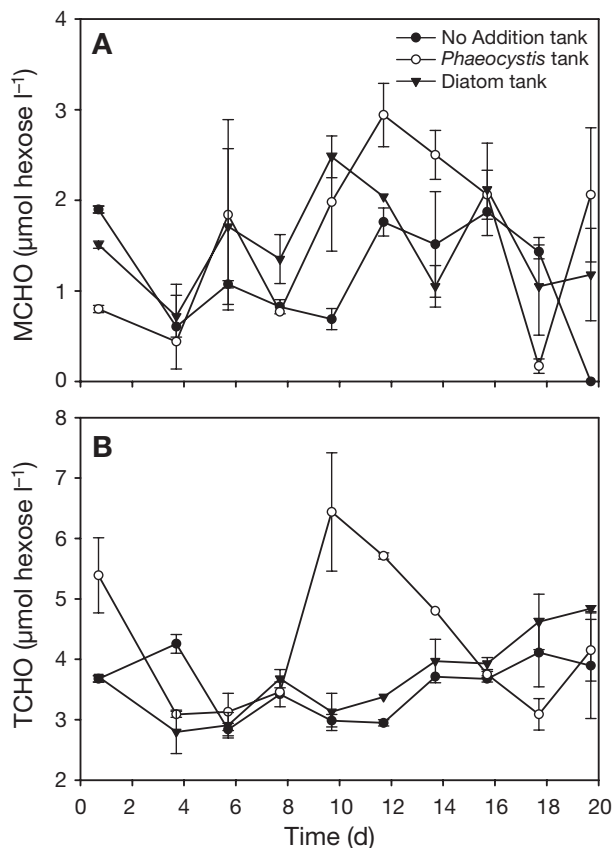 A
No Addition tank
Phaeocystis tank
Diatom tank
4
3
2
1
0
MCHO (µmol hexose l⁻¹)
B
8
7
6
5
4
3
2
TCHO (µmol hexose l⁻¹)
0 2 4 6 8 10 12 14 16 18 20
Time (d)